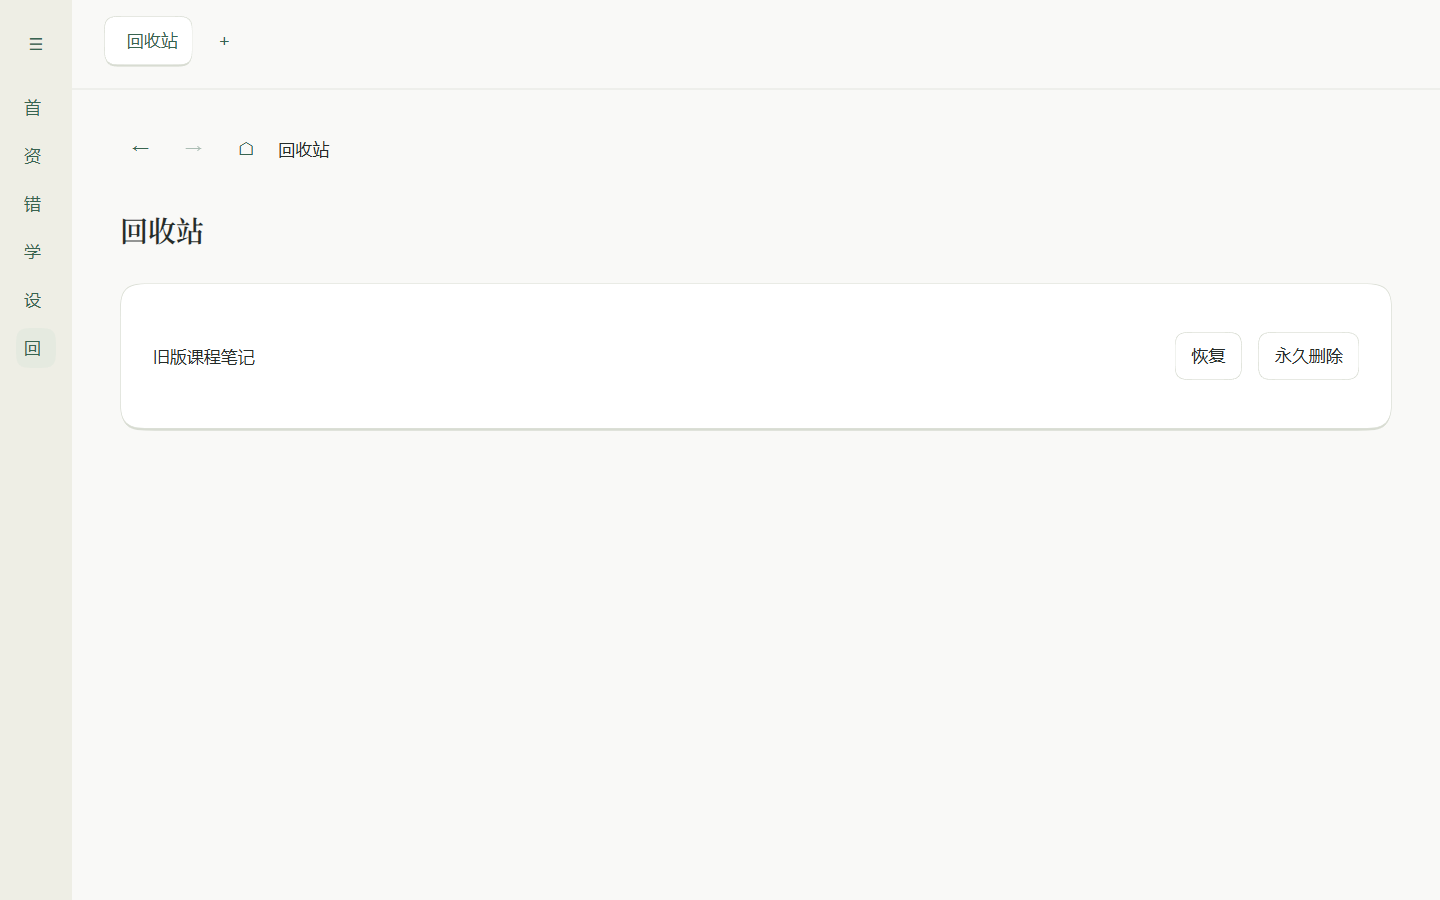 ☰
回收站 +
首
资
错
学
设
回
← → 回收站
回收站
旧版课程笔记 恢复 永久删除